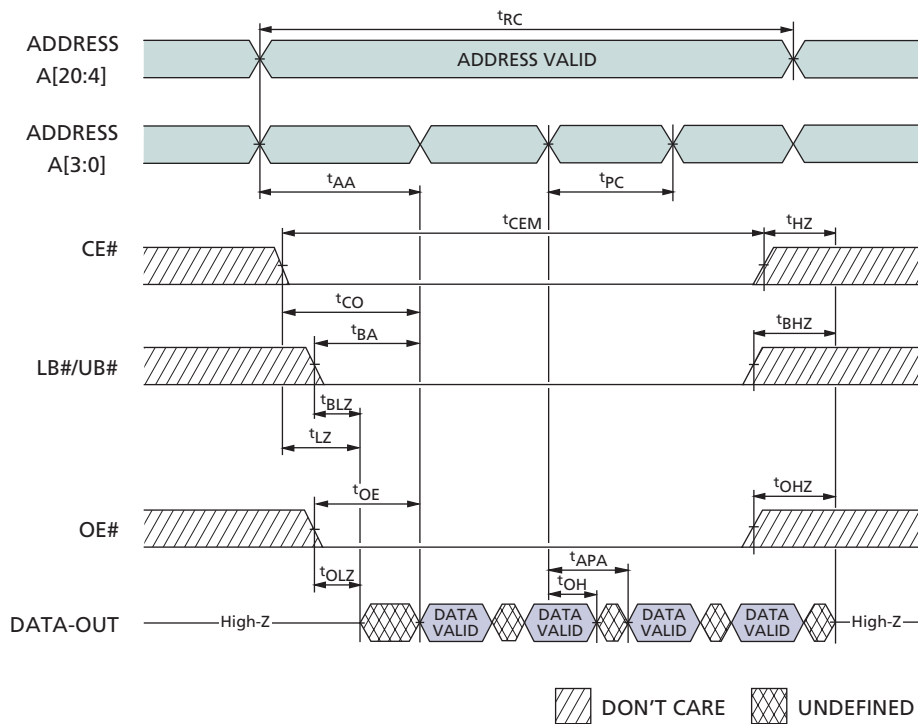 tRC
ADDRESS
A[20:4]
ADDRESS VALID
ADDRESS
A[3:0]
tAA
tPC
tCEM
tHZ
CE#
tCO
tBA
tBHZ
LB#/UB#
tBLZ
tLZ
tOE
tOHZ
OE#
tAPA
tOLZ
tOH
DATA-OUT
High-Z
DATA
VALID
DATA
VALID
DATA
VALID
DATA
VALID
High-Z
DON'T CARE
UNDEFINED